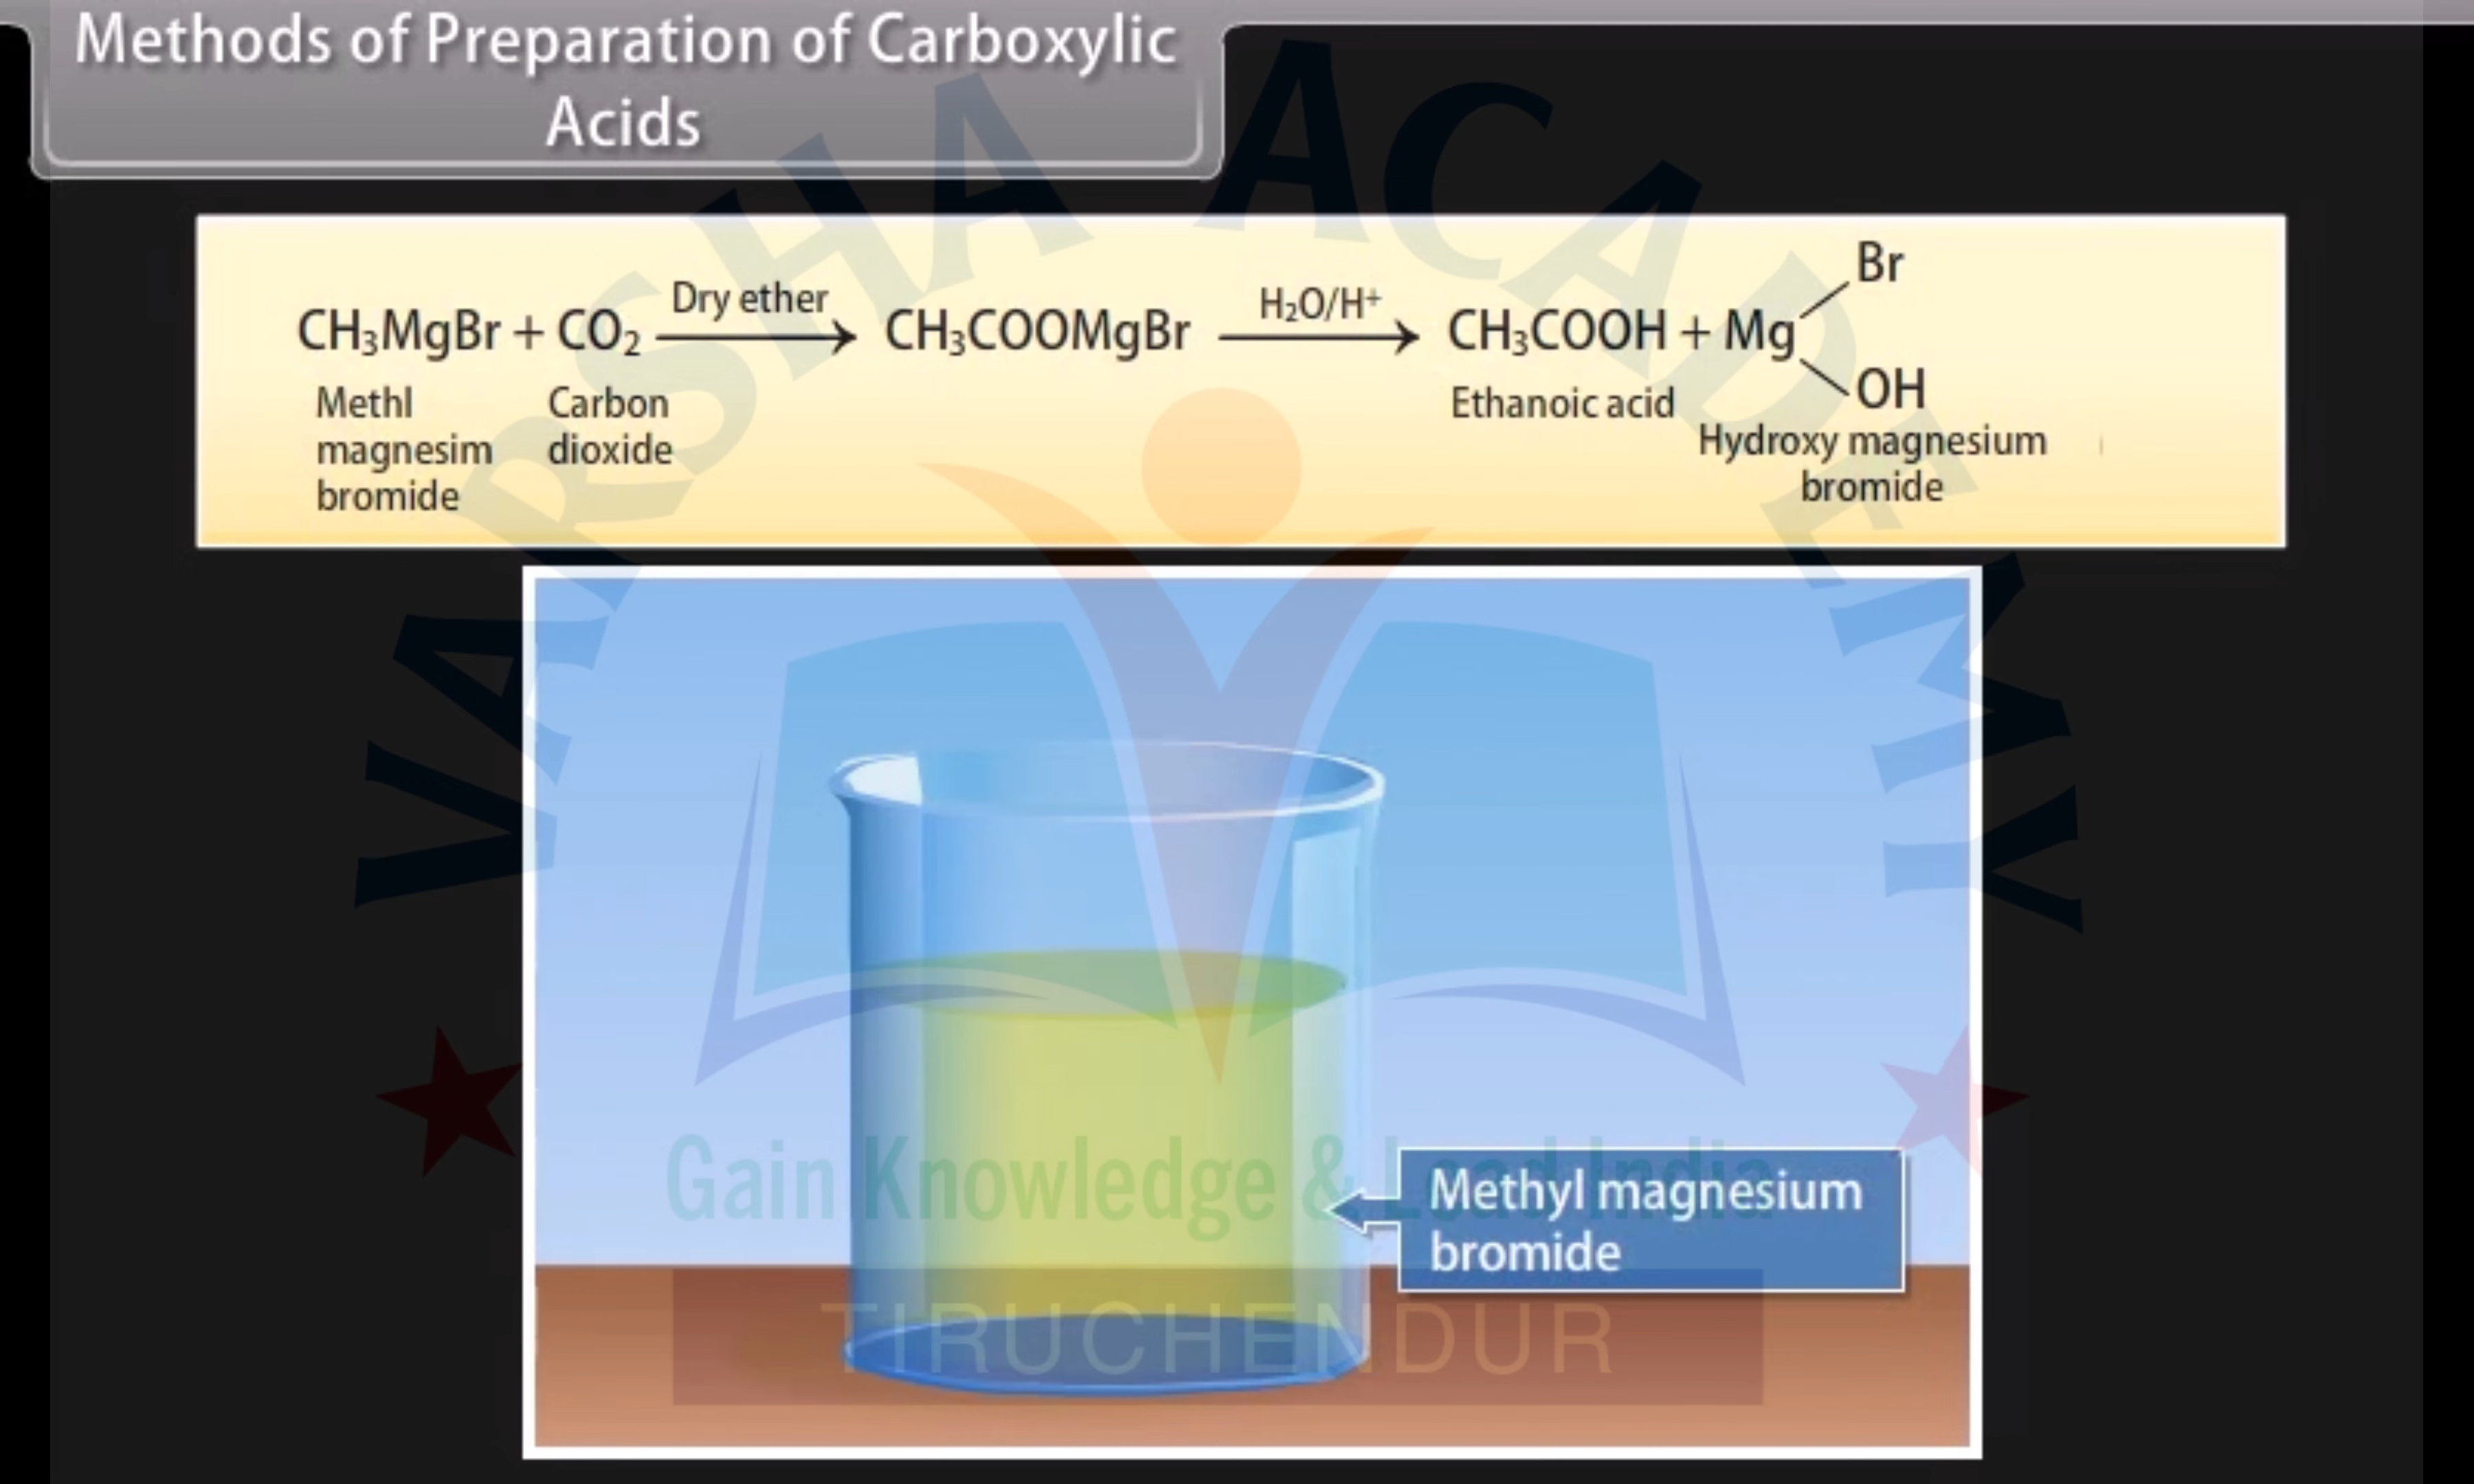 Methods of Preparation of Carboxylic
Acids
VARSHA ACADEMY
Br
CH₃MgBr + CO₂ Dry ether → CH₃COOMgBr H₂O/H⁺ → CH₃COOH + Mg
OH
Methl
magnesim
bromide
Carbon
dioxide
Ethanoic acid
Hydroxy magnesium
bromide
Gain Knowledge & Lead India
Methyl magnesium
bromide
TIRUCHENDUR